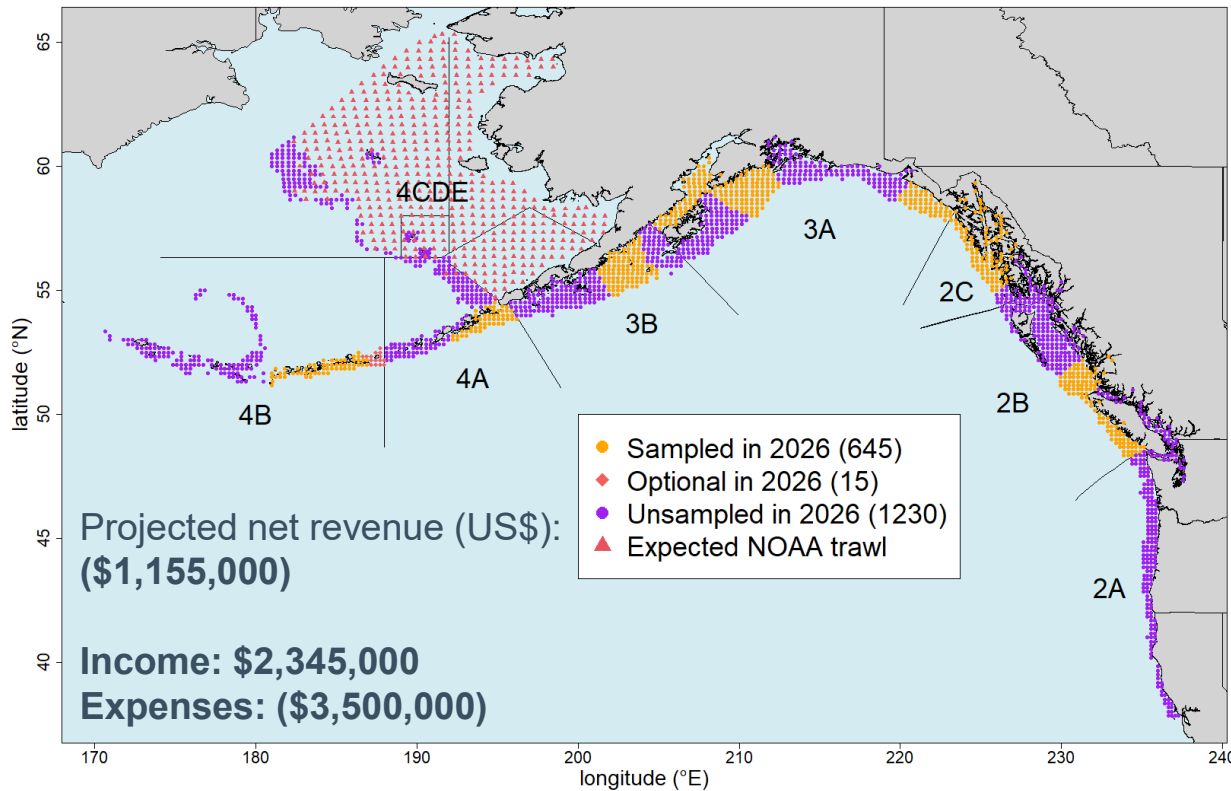 65
60
55
50
45
40
latitude (°N)
4CDE
3A
2C
3B
4A
4B
2B
2A
Sampled in 2026 (645)
Optional in 2026 (15)
Unsampled in 2026 (1230)
Expected NOAA trawl
Projected net revenue (US$):
($1,155,000)
Income: $2,345,000
Expenses: ($3,500,000)
170 180 190 200 210 220 230 240
longitude (°E)